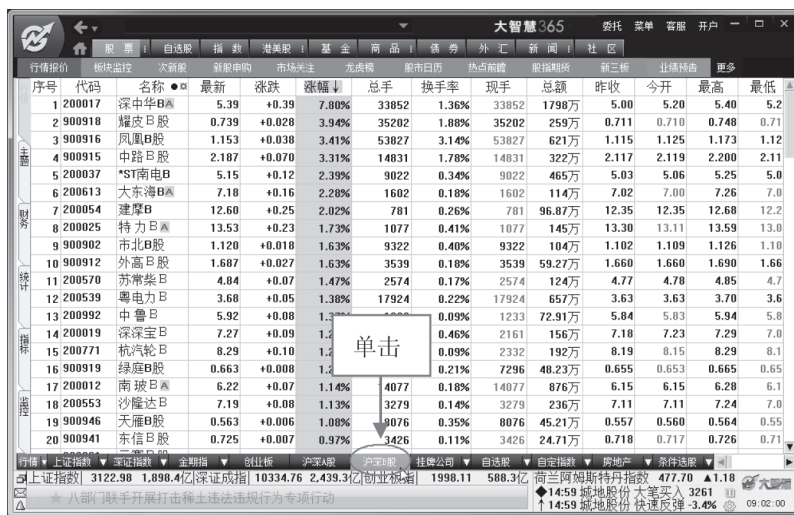 大智慧365 委托 菜单 客服 开户
股票 自选股 指数 港美股 基金 商品 债券 外汇 新闻 社区
行情报价 板块监控 次新股 新股申购 市场关注 龙虎榜 股市日历 热点前瞻 股指期货 新三板 业绩预告 更多
序号 代码 名称 最新 涨跌 涨幅↓ 总手 换手率 现手 总额 昨收 今开 最高 最低
1 200017 深中华BA 5.39 +0.39 7.80% 33852 1.36% 33852 1798万 5.00 5.20 5.40 5.2
2 900918 耀皮B股 0.739 +0.028 3.94% 35202 1.88% 35202 259万 0.711 0.710 0.748 0.71
3 900916 凤凰B股 1.153 +0.038 3.41% 53827 3.14% 53827 621万 1.115 1.125 1.173 1.12
4 900915 中路B股 2.187 +0.070 3.31% 14831 1.78% 14831 322万 2.117 2.119 2.200 2.11
5 200037 *ST南电B 5.15 +0.12 2.39% 9022 0.34% 9022 465万 5.03 5.06 5.25 5.0
6 200613 大东海BA 7.18 +0.16 2.28% 1602 0.18% 1602 114万 7.02 7.00 7.26 7.0
7 200054 建摩B 12.60 +0.25 2.02% 781 0.26% 781 96.87万 12.35 12.35 12.68 12.2
8 200025 特力BA 13.53 +0.23 1.73% 1077 0.41% 1077 145万 13.30 13.11 13.59 13.0
9 900902 市北B股 1.120 +0.018 1.63% 9322 0.40% 9322 104万 1.102 1.109 1.126 1.10
10 900912 外高B股 1.687 +0.027 1.63% 3539 0.18% 3539 59.27万 1.660 1.660 1.690 1.66
11 200570 苏常柴B 4.84 +0.07 1.47% 2574 0.17% 2574 124万 4.77 4.78 4.85 4.7
12 200539 粤电力B 3.68 +0.05 1.38% 17924 0.22% 17924 657万 3.63 3.63 3.70 3.6
13 200992 中鲁B 5.92 +0.08 0.09% 1233 72.91万 5.84 5.83 5.94 5.8
14 200019 深深宝B 7.27 +0.09 0.46% 2161 156万 7.18 7.23 7.29 7.0
15 200771 杭汽轮B 8.29 +0.10 0.09% 2332 192万 8.19 8.15 8.29 8.1
16 900919 绿庭B股 0.663 +0.008 0.21% 7296 48.23万 0.655 0.653 0.665 0.65
17 200012 南玻BA 6.22 +0.07 1.14% 14077 0.18% 14077 876万 6.15 6.15 6.28 6.1
18 200553 沙隆达B 7.19 +0.08 1.13% 3279 0.14% 3279 236万 7.11 7.11 7.24 7.0
19 900946 天雁B股 0.563 +0.006 1.08% 8076 0.35% 8076 45.21万 0.557 0.560 0.564 0.55
20 900941 东信B股 0.725 +0.007 0.97% 3426 0.11% 3426 24.71万 0.718 0.717 0.726 0.71
主题
财务
统计
指标
监控
单击
行情 上证指数 深证指数 金期指 创业板 沪深A股 沪深B股 挂牌公司 自选股 自定指数 房地产 条件选股
上证指数 3122.98 1,898.4亿 深证成指 10334.76 2,439.3亿 创业板指 1998.11 588.3亿 荷兰阿姆斯特丹指数 477.70 ▲1.18 大智慧
八部门联手开展打击稀土违法违规行为专项行动
◆14:59 城地股份 大笔买入 3261
↑14:59 城地股份 快速反弹 -3.4% 09:02:00